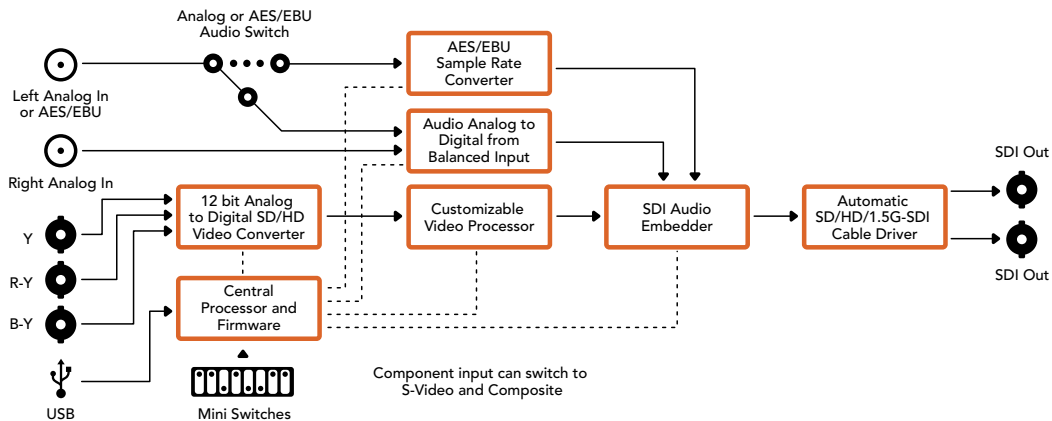 Analog or AES/EBU
Audio Switch
Left Analog In
or AES/EBU
Right Analog In
AES/EBU
Sample Rate
Converter
Audio Analog to
Digital from
Balanced Input
Y
R-Y
B-Y
USB
12 bit Analog
to Digital SD/HD
Video Converter
Customizable
Video Processor
SDI Audio
Embedder
Automatic
SD/HD/1.5G-SDI
Cable Driver
SDI Out
SDI Out
Central
Processor and
Firmware
Mini Switches
Component input can switch to
S-Video and Composite